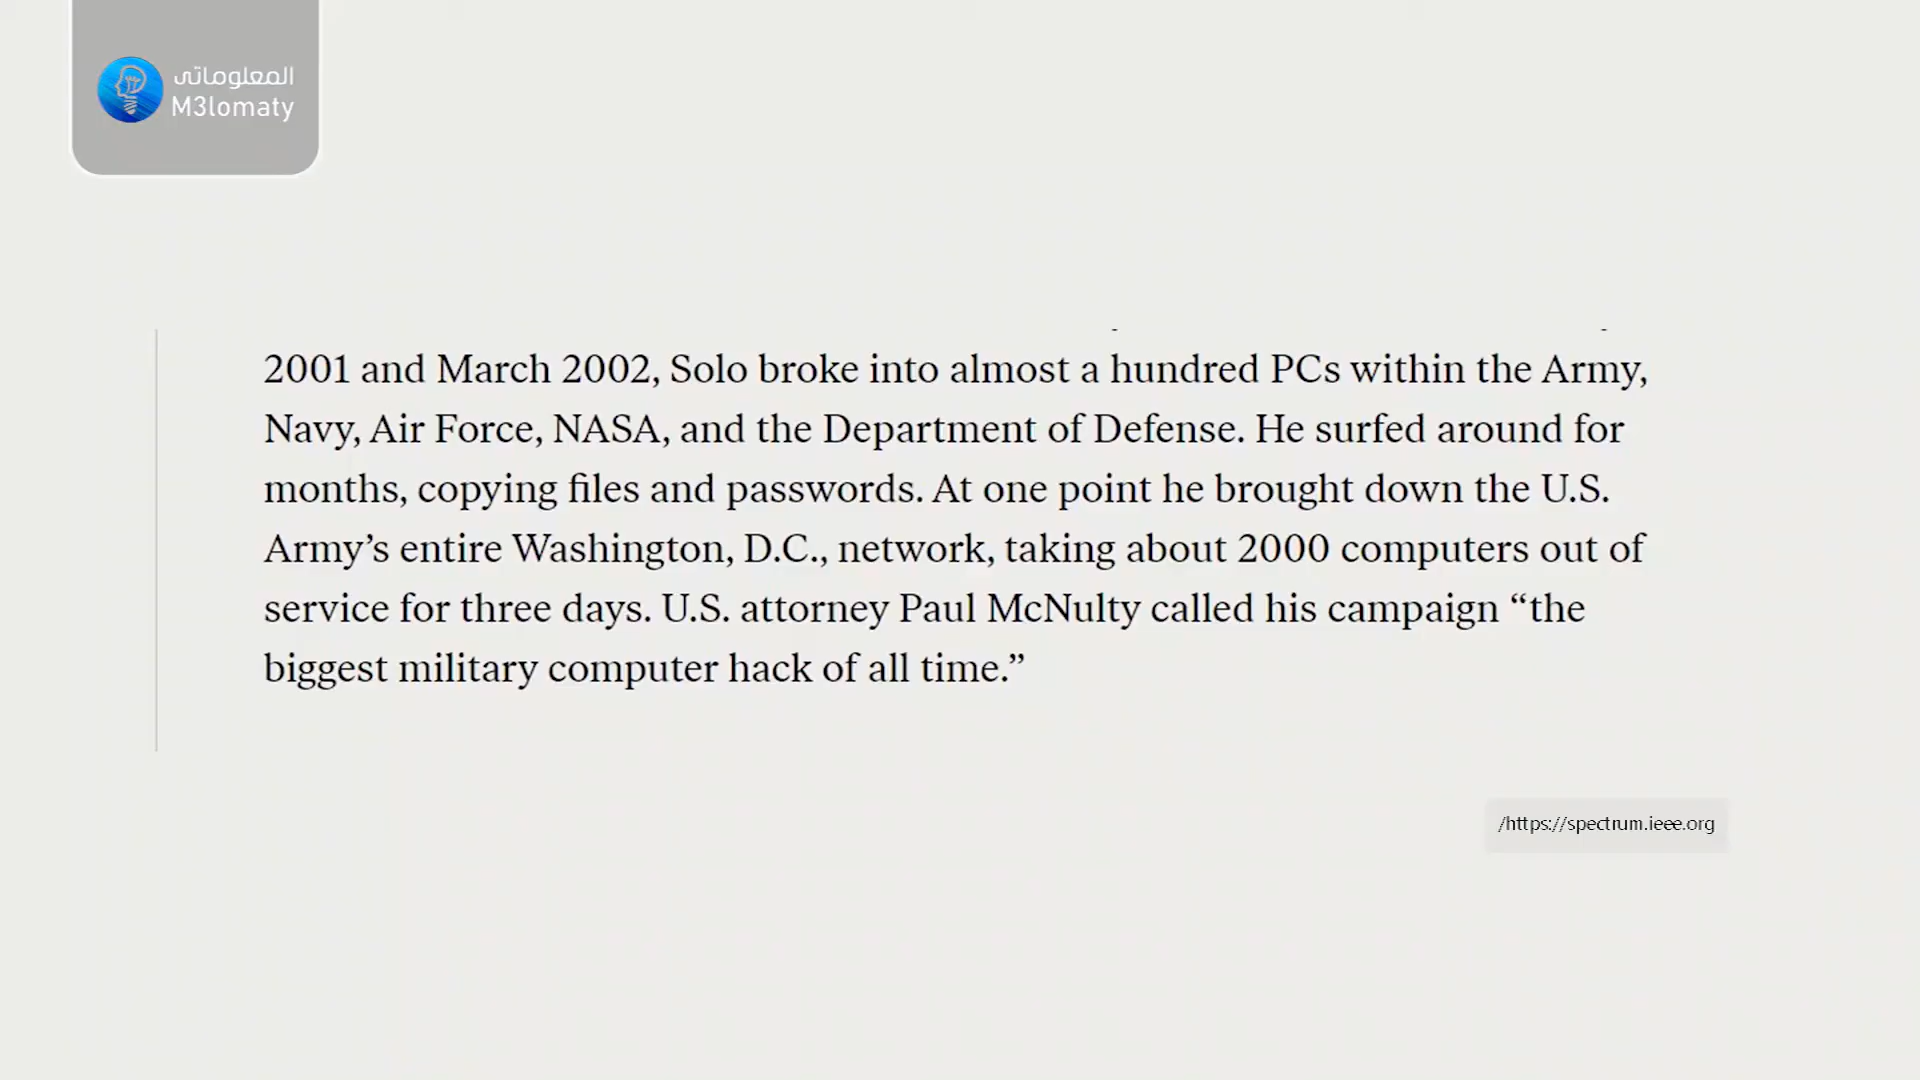 المعلوماتى
M3lomaty
2001 and March 2002, Solo broke into almost a hundred PCs within the Army,
Navy, Air Force, NASA, and the Department of Defense. He surfed around for
months, copying files and passwords. At one point he brought down the U.S.
Army’s entire Washington, D.C., network, taking about 2000 computers out of
service for three days. U.S. attorney Paul McNulty called his campaign “the
biggest military computer hack of all time.”
/https://spectrum.ieee.org